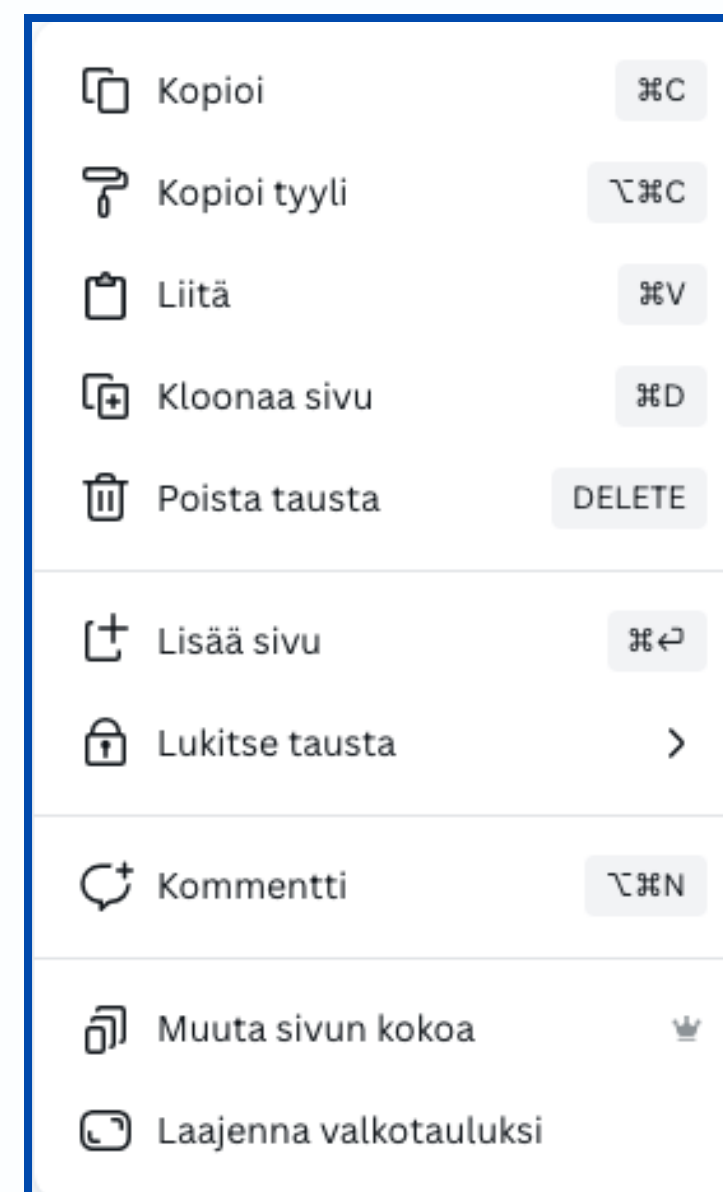 Kopioi ⌘C
Kopioi tyyli ⌥⌘C
Liitä ⌘V
Kloonaa sivu ⌘D
Poista tausta DELETE
Lisää sivu ⌘⏎
Lukitse tausta
Kommentti ⌥⌘N
Muuta sivun kokoa
Laajenna valkotauluksi